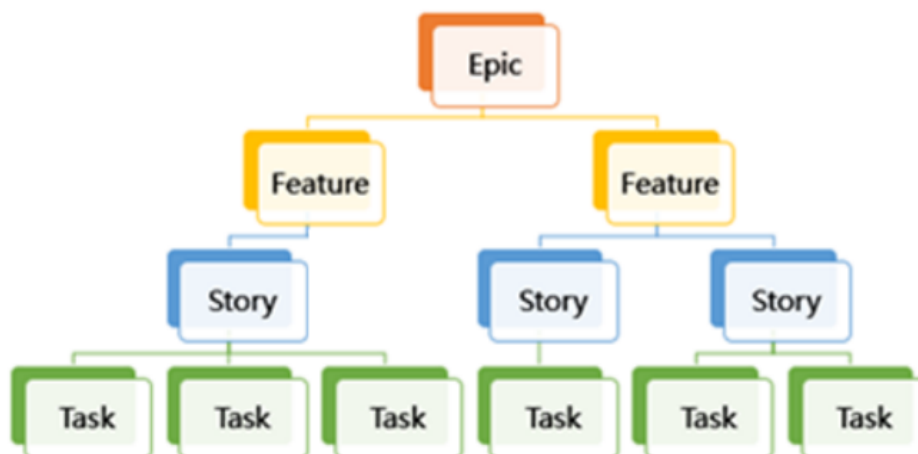 Epic
Feature Feature
Story Story Story
Task Task Task Task Task Task